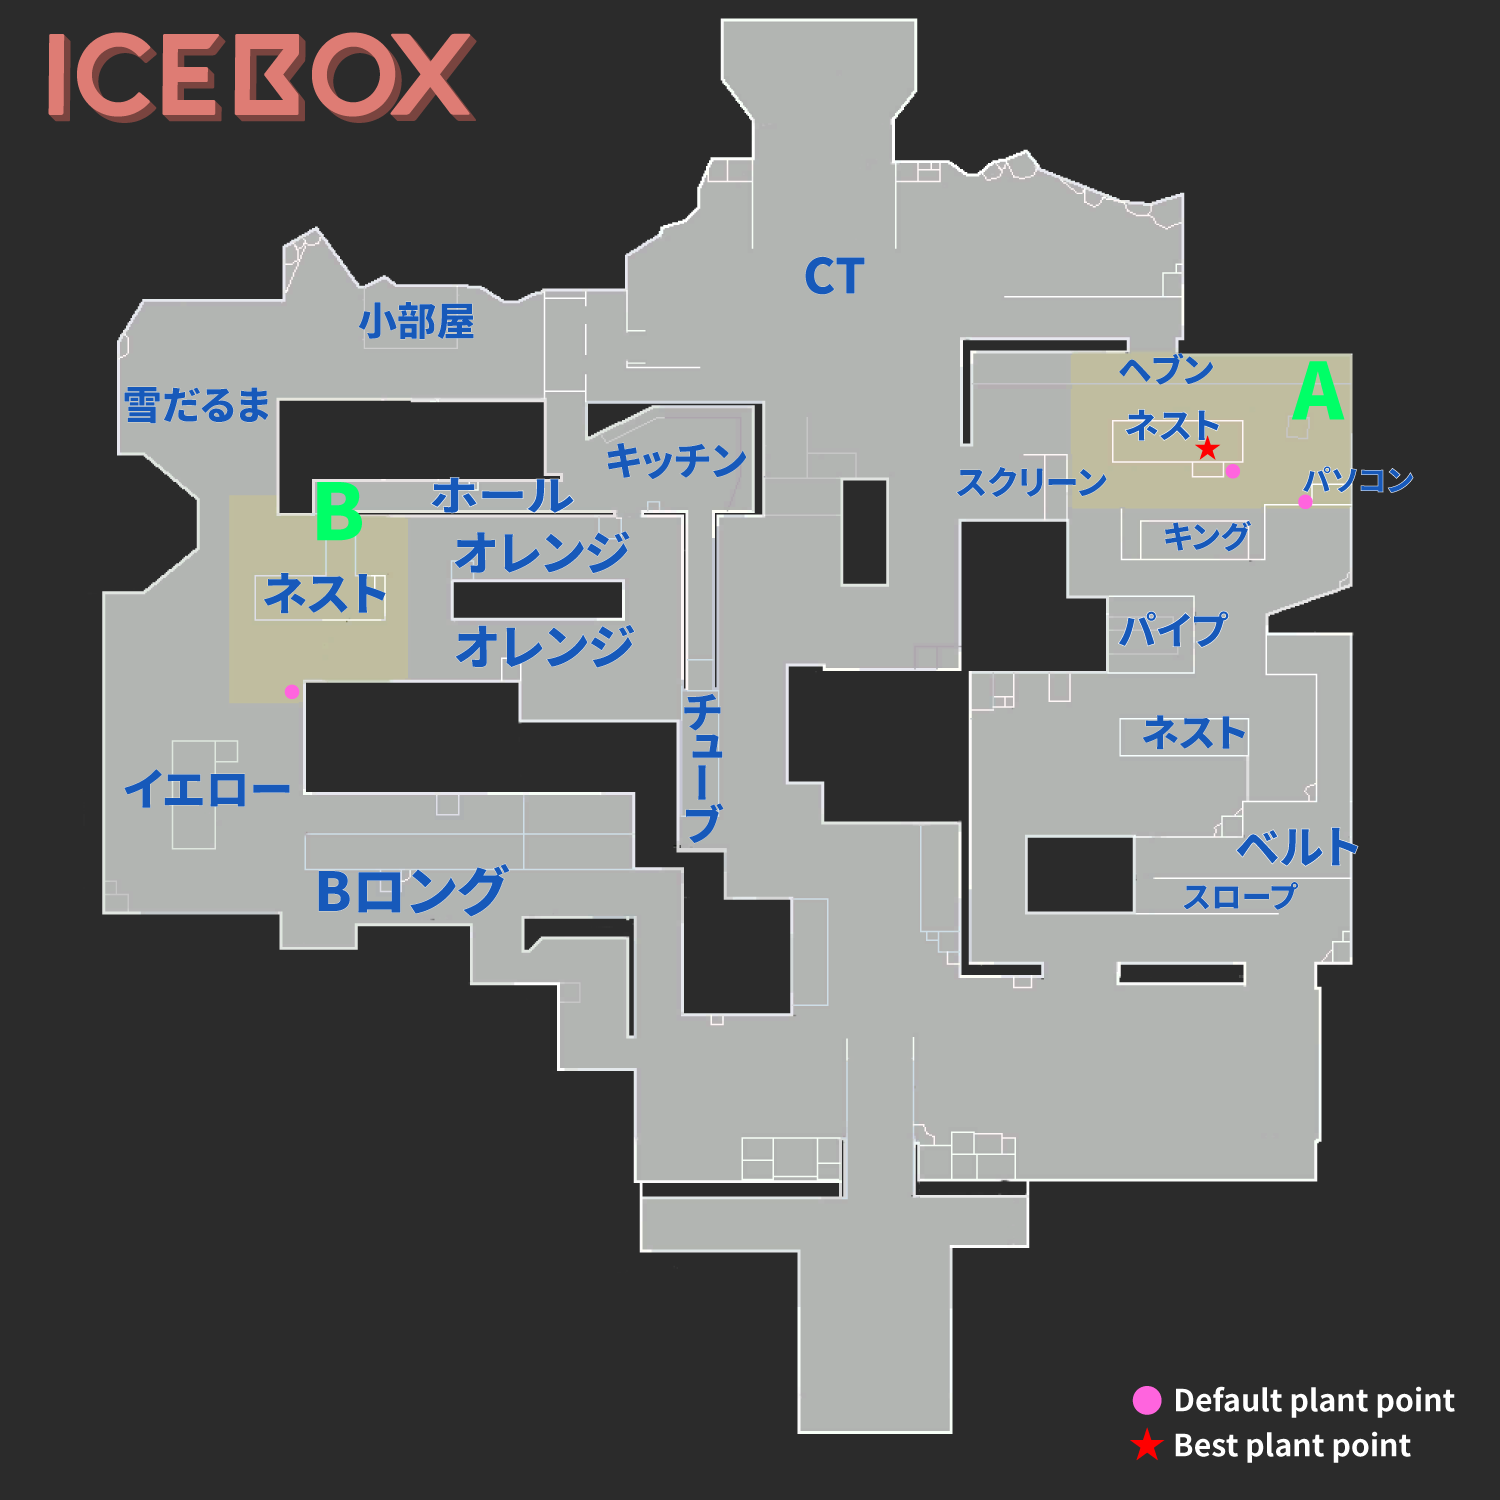 ICEBOX
CT
小部屋
雪だるま
ヘブン
A
ネスト
キッチン
スクリーン
パソコン
ホール
B
キング
オレンジ
ネスト
オレンジ
パイプ
チューブ
ネスト
イエロー
ベルト
Bロング
スロープ
Default plant point
Best plant point